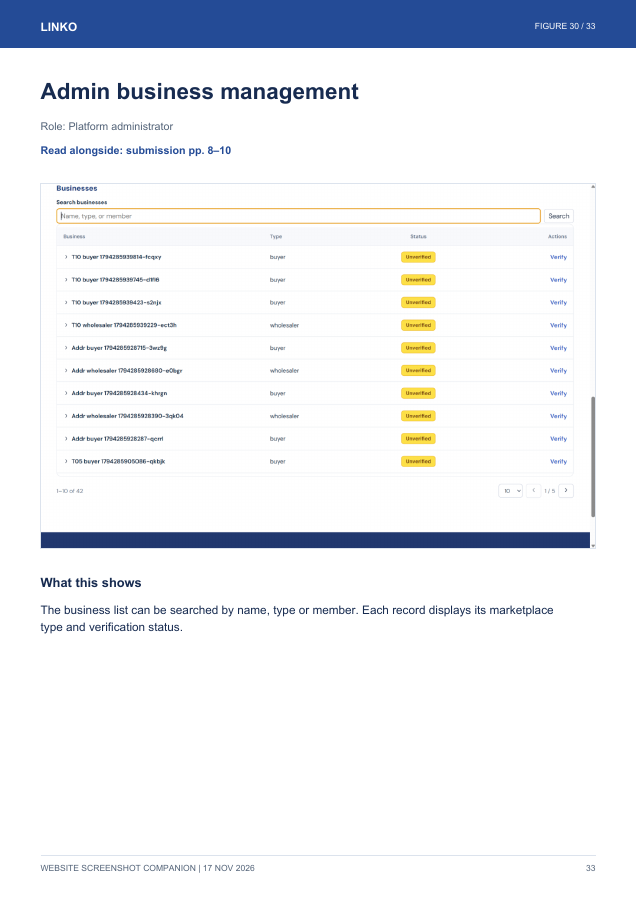 LINKO
FIGURE 30 / 33
Admin business management
Role: Platform administrator
Read alongside: submission pp. 8–10
Businesses
Search businesses
Name, type, or member
Search
Business Type Status Actions
T10 buyer 1794285939814-fcqxy buyer Unverified Verify
T10 buyer 1794285939745- buyer Unverified Verify
T10 buyer 1794285939423-s2njx buyer Unverified Verify
T10 wholesaler 1794285939229-ect3h wholesaler Unverified Verify
Addr buyer 1794285928715-3wz9g buyer Unverified Verify
Addr wholesaler 1794285928680-e0bgr wholesaler Unverified Verify
Addr buyer 1794285928434-khrgn buyer Unverified Verify
Addr wholesaler 1794285928390-3qk04 wholesaler Unverified Verify
Addr buyer 1794285928287- buyer Unverified Verify
T05 buyer 1794285905086-qkbjk buyer Unverified Verify
1–10 of 42
10
1 / 5
What this shows
The business list can be searched by name, type or member. Each record displays its marketplace
type and verification status.
WEBSITE SCREENSHOT COMPANION | 17 NOV 2026
33